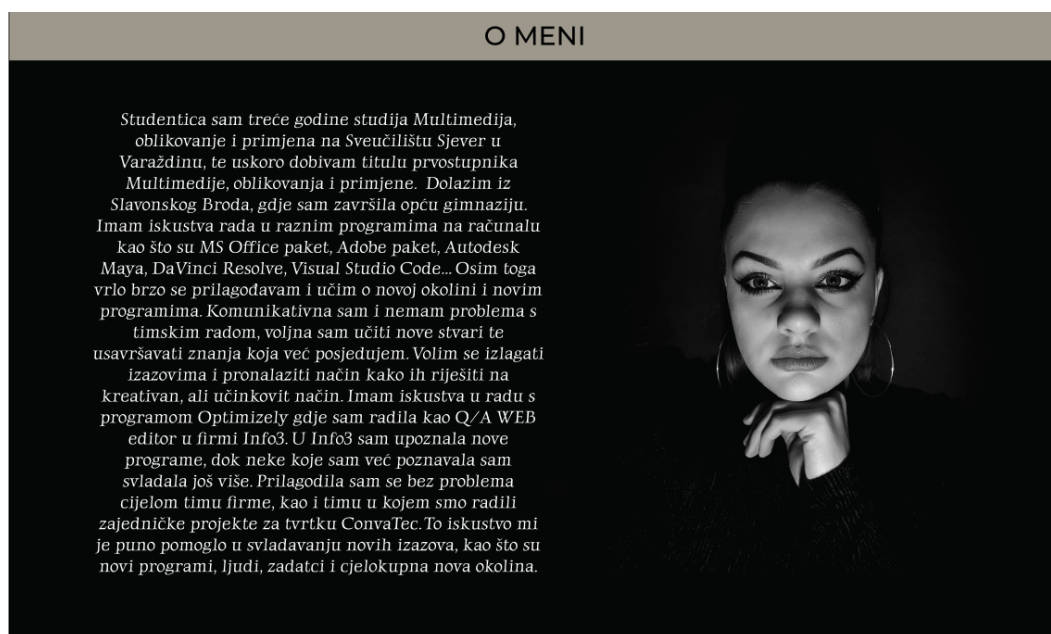 O MENI
Studentica sam treće godine studija Multimedija,
oblikovanje i primjena na Sveučilištu Sjever u
Varaždinu, te uskoro dobivam titulu prvostupnika
Multimedije, oblikovanja i primjene. Dolazim iz
Slavonskog Broda, gdje sam završila opću gimnaziju.
Imam iskustva rada u raznim programima na računalu
kao što su MS Office paket, Adobe paket, Autodesk
Maya, DaVinci Resolve, Visual Studio Code... Osim toga
vrlo brzo se prilagođavam i učim o novoj okolini i novim
programima. Komunikativna sam i nemam problema s
timskim radom, voljna sam učiti nove stvari te
usavršavati znanja koja već posjedujem. Volim se izlagati
izazovima i pronalaziti način kako ih riješiti na
kreativan, ali učinkovit način. Imam iskustva u radu s
programom Optimizely gdje sam radila kao Q/A WEB
editor u firmi Info3. U Info3 sam upoznala nove
programe, dok neke koje sam već poznavala sam
svladala još više. Prilagodila sam se bez problema
cijelom timu firme, kao i timu u kojem smo radili
zajedničke projekte za tvrtku ConvaTec. To iskustvo mi
je puno pomoglo u svladavanju novih izazova, kao što su
novi programi, ljudi, zadatci i cjelokupna nova okolina.